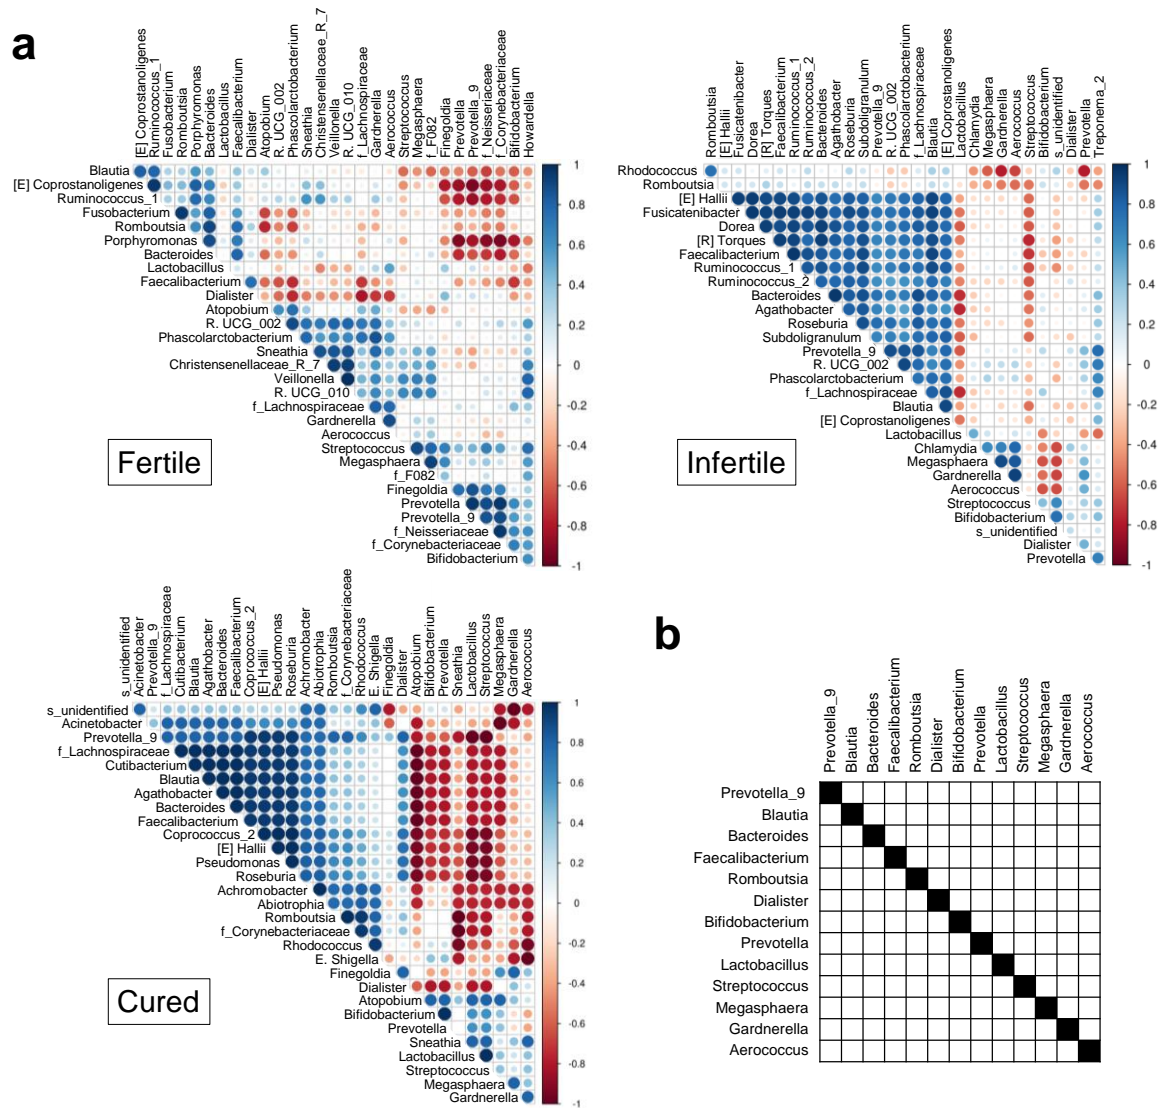 a
[E] Coprostanoligenes
Ruminococcus_1
Fusobacterium
Romboutsia
Porphyromonas
Bacteroides
Lactobacillus
Faecalibacterium
Dialister
Atopobium
R. UCG_002
Phascolarctobacterium
Sneathia
Christensenellaceae_R_7
Veillonella
R. UCG_010
f_Lachnospiraceae
Gardnerella
Aerococcus
Streptococcus
Megasphaera
f_F082
Finegoldia
Prevotella
Prevotella_9
f_Neisseriaceae
f_Corynebacteriaceae
Bifidobacterium
Howardella
Blautia
[E] Coprostanoligenes
Ruminococcus_1
Fusobacterium
Romboutsia
Porphyromonas
Bacteroides
Lactobacillus
Faecalibacterium
Dialister
Atopobium
R. UCG_002
Phascolarctobacterium
Sneathia
Christensenellaceae_R_7
Veillonella
R. UCG_010
f_Lachnospiraceae
Gardnerella
Aerococcus
Streptococcus
Megasphaera
f_F082
Finegoldia
Prevotella
Prevotella_9
f_Neisseriaceae
f_Corynebacteriaceae
Bifidobacterium
1
0.8
0.6
0.4
0.2
0
-0.2
-0.4
-0.6
-0.8
-1
Fertile
Romboutsia
[E] Hallii
Fusicatenibacter
Dorea
[R] Torques
Faecalibacterium
Ruminococcus_1
Ruminococcus_2
Bacteroides
Agathobacter
Roseburia
Subdoligranulum
Prevotella_9
R. UCG_002
Phascolarctobacterium
f_Lachnospiraceae
Blautia
[E] Coprostanoligenes
Lactobacillus
Chlamydia
Megasphaera
Gardnerella
Aerococcus
Streptococcus
Bifidobacterium
s_unidentified
Dialister
Prevotella
Treponema_2
Rhodococcus
Romboutsia
[E] Hallii
Fusicatenibacter
Dorea
[R] Torques
Faecalibacterium
Ruminococcus_1
Ruminococcus_2
Bacteroides
Agathobacter
Roseburia
Subdoligranulum
Prevotella_9
R. UCG_002
Phascolarctobacterium
f_Lachnospiraceae
Blautia
[E] Coprostanoligenes
Lactobacillus
Chlamydia
Megasphaera
Gardnerella
Aerococcus
Streptococcus
Bifidobacterium
s_unidentified
Dialister
Prevotella
1
0.8
0.6
0.4
0.2
0
-0.2
-0.4
-0.6
-0.8
-1
Infertile
s_unidentified
Acinetobacter
Prevotella_9
f_Lachnospiraceae
Cutibacterium
Blautia
Agathobacter
Bacteroides
Faecalibacterium
Coprococcus_2
[E] Hallii
Pseudomonas
Roseburia
Achromobacter
Abiotrophia
Romboutsia
f_Corynebacteriaceae
Rhodococcus
E. Shigella
Finegoldia
Dialister
Atopobium
Bifidobacterium
Prevotella
Sneathia
Lactobacillus
Streptococcus
Megasphaera
Gardnerella
Aerococcus
s_unidentified
Acinetobacter
Prevotella_9
f_Lachnospiraceae
Cutibacterium
Blautia
Agathobacter
Bacteroides
Faecalibacterium
Coprococcus_2
[E] Hallii
Pseudomonas
Roseburia
Achromobacter
Abiotrophia
Romboutsia
f_Corynebacteriaceae
Rhodococcus
E. Shigella
Finegoldia
Dialister
Atopobium
Bifidobacterium
Prevotella
Sneathia
Lactobacillus
Streptococcus
Megasphaera
Gardnerella
1
0.8
0.6
0.4
0.2
0
-0.2
-0.4
-0.6
-0.8
-1
Cured
b
Prevotella_9
Blautia
Bacteroides
Faecalibacterium
Romboutsia
Dialister
Bifidobacterium
Prevotella
Lactobacillus
Streptococcus
Megasphaera
Gardnerella
Aerococcus
Prevotella_9
Blautia
Bacteroides
Faecalibacterium
Romboutsia
Dialister
Bifidobacterium
Prevotella
Lactobacillus
Streptococcus
Megasphaera
Gardnerella
Aerococcus